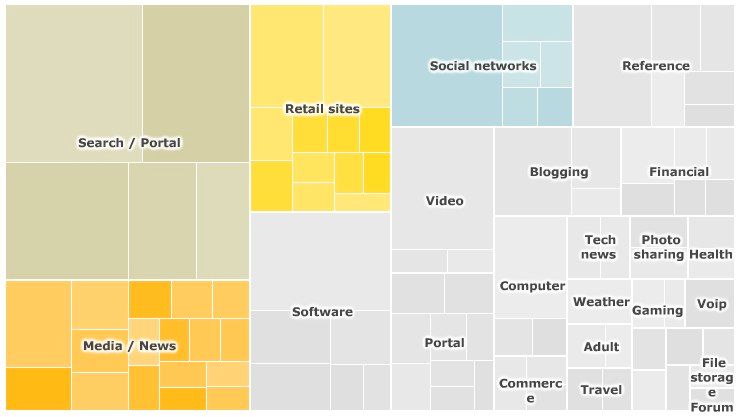 Social networks
Reference
Retail sites
Search / Portal
Blogging
Financial
Video
Tech
news
Photo
sharing
Health
Computer
Weather
Gaming
Voip
Software
Media / News
Portal
Adult
File
storag
e
Forum
Commerc
e
Travel